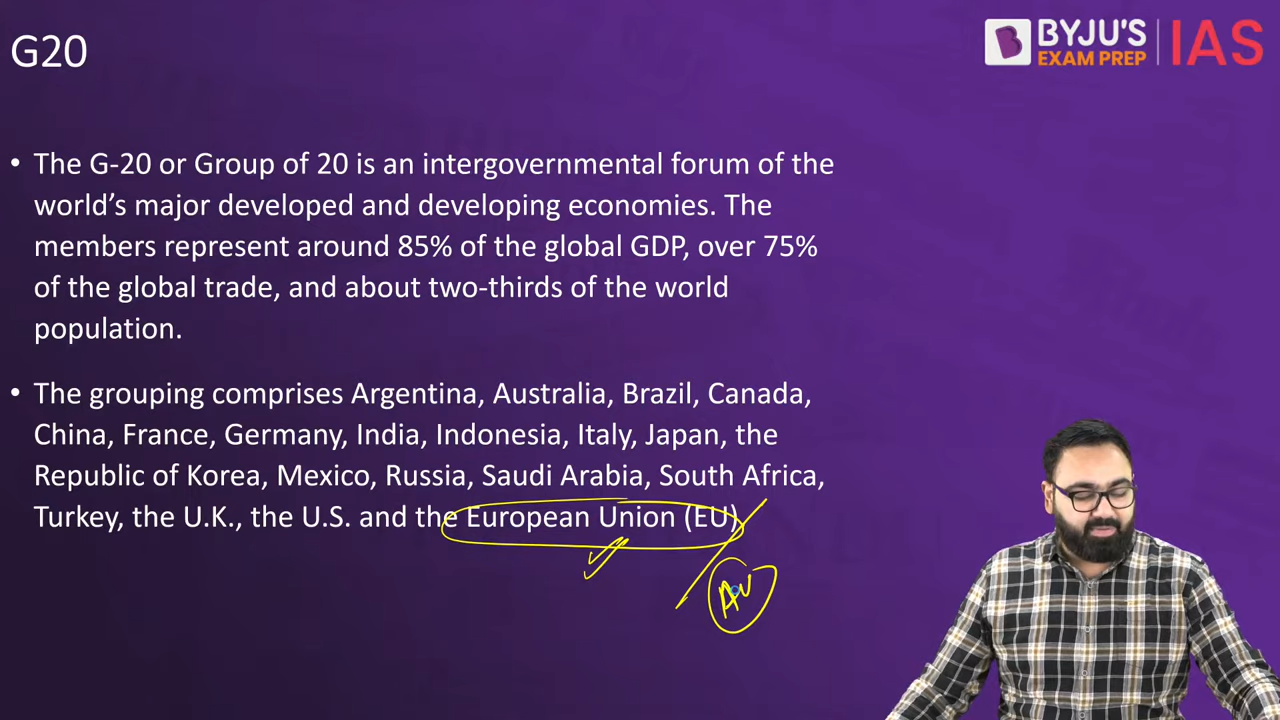 G20
BYJU'S
EXAM PREP
IAS
• The G-20 or Group of 20 is an intergovernmental forum of the
world’s major developed and developing economies. The
members represent around 85% of the global GDP, over 75%
of the global trade, and about two-thirds of the world
population.
• The grouping comprises Argentina, Australia, Brazil, Canada,
China, France, Germany, India, Indonesia, Italy, Japan, the
Republic of Korea, Mexico, Russia, Saudi Arabia, South Africa,
Turkey, the U.K., the U.S. and the European Union (EU)
AU